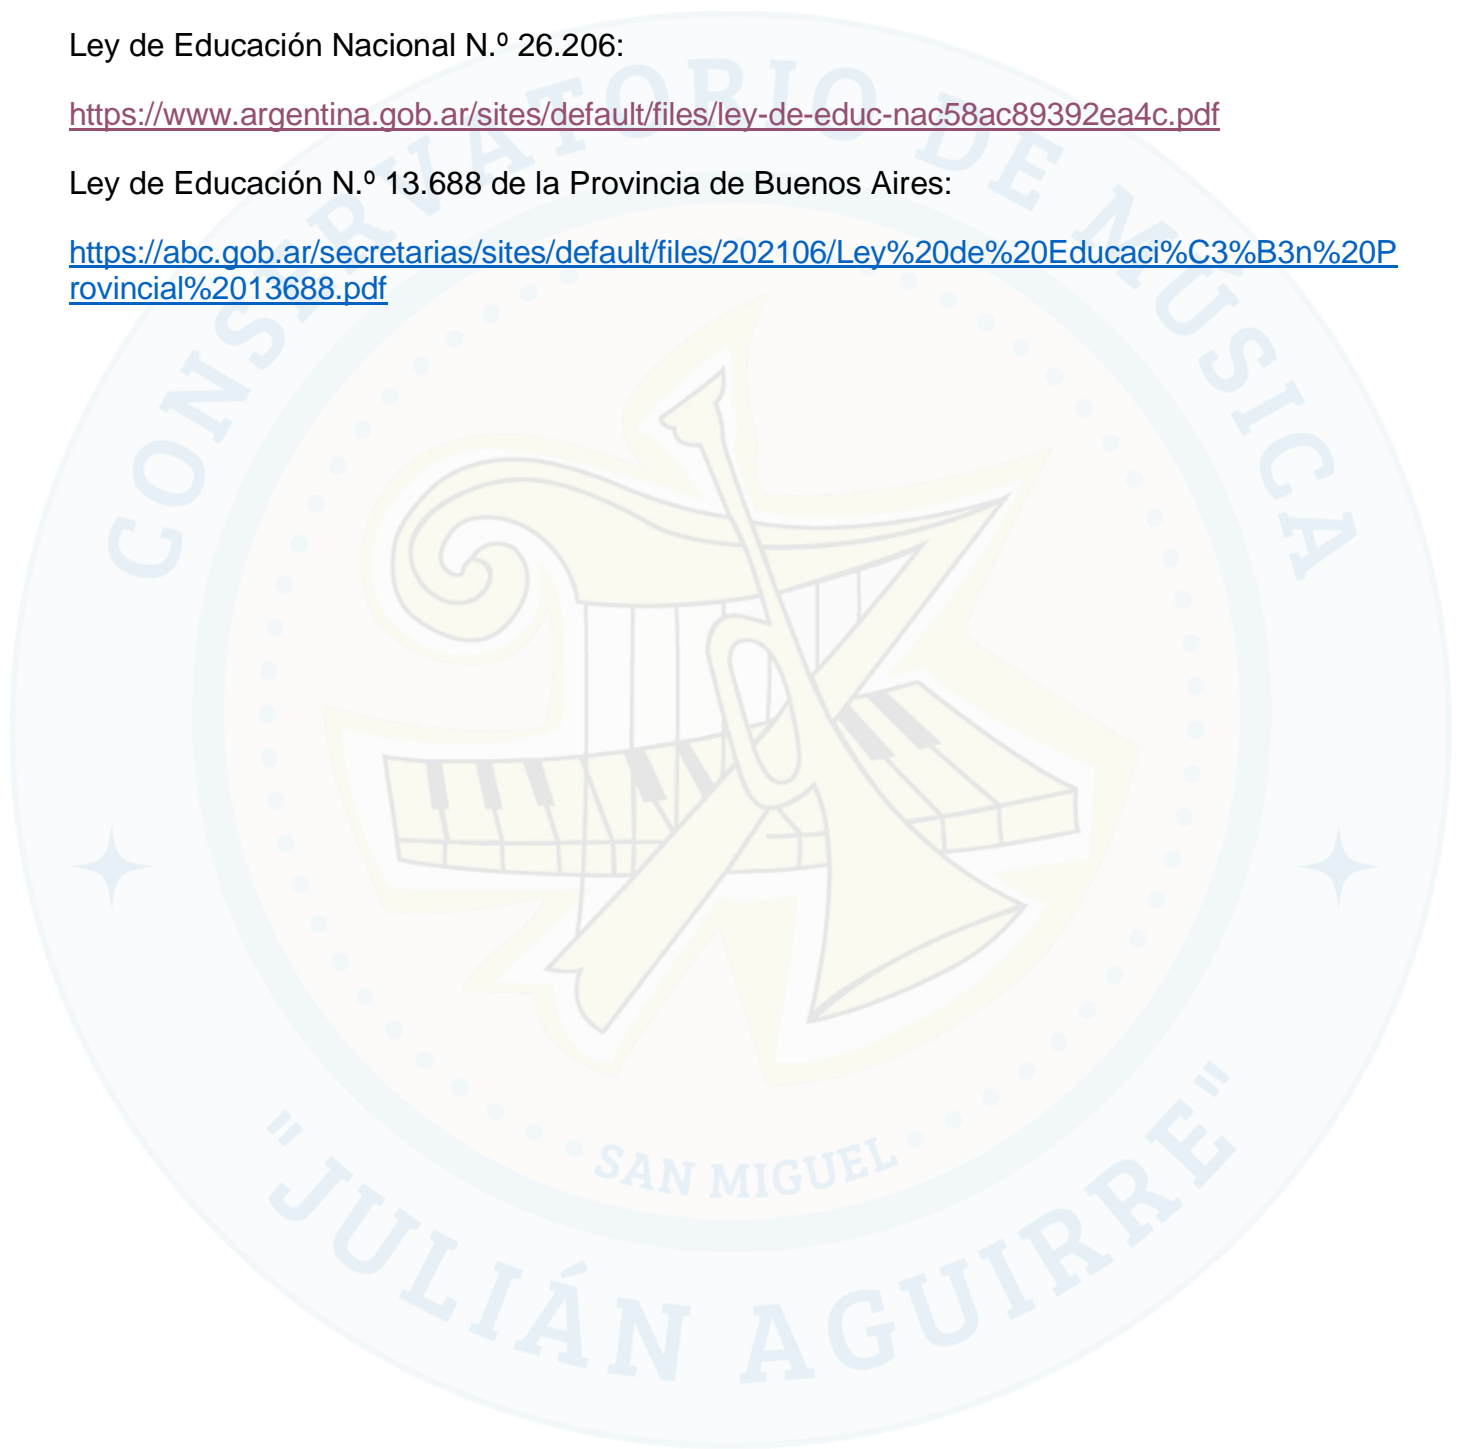 Ley de Educación Nacional N.º 26.206:
https://www.argentina.gob.ar/sites/default/files/ley-de-educ-nac58ac89392ea4c.pdf
Ley de Educación N.º 13.688 de la Provincia de Buenos Aires:
https://abc.gob.ar/secretarias/sites/default/files/202106/Ley%20de%20Educaci%C3%B3n%20P
rovincial%2013688.pdf
CONSERVATORIO DE MÚSICA
SAN MIGUEL
"JULIÁN AGUIRRE"